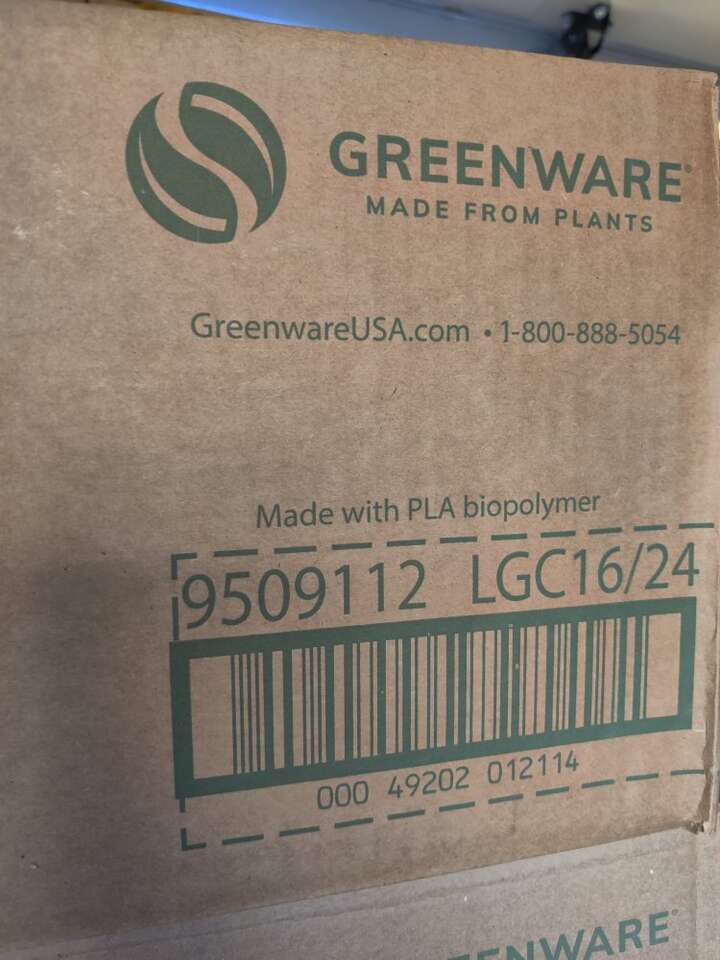 GREENWARE®
MADE FROM PLANTS
GreenwareUSA.com • 1-800-888-5054
Made with PLA biopolymer
9509112 LGC16/24
000 49202 012114
GREENWARE®